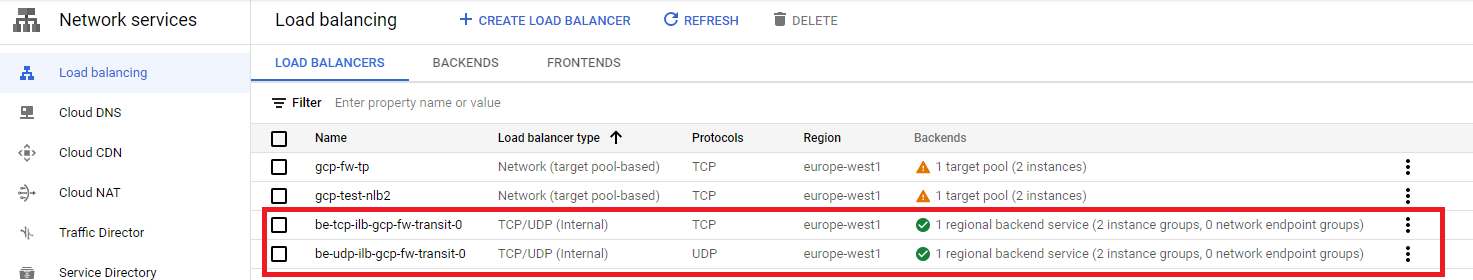 Network services
Load balancing
CREATE LOAD BALANCER
REFRESH
DELETE
Load balancing
Cloud DNS
Cloud CDN
Cloud NAT
Traffic Director
Service Directory
LOAD BALANCERS BACKENDS FRONTENDS
Filter Enter property name or value
Name Load balancer type Protocols Region Backends
gcp-fw-tp Network (target pool-based) TCP europe-west1 1 target pool (2 instances)
gcp-test-nlb2 Network (target pool-based) TCP europe-west1 1 target pool (2 instances)
be-tcp-ilb-gcp-fw-transit-0 TCP/UDP (Internal) TCP europe-west1 1 regional backend service (2 instance groups, 0 network endpoint groups)
be-udp-ilb-gcp-fw-transit-0 TCP/UDP (Internal) UDP europe-west1 1 regional backend service (2 instance groups, 0 network endpoint groups)